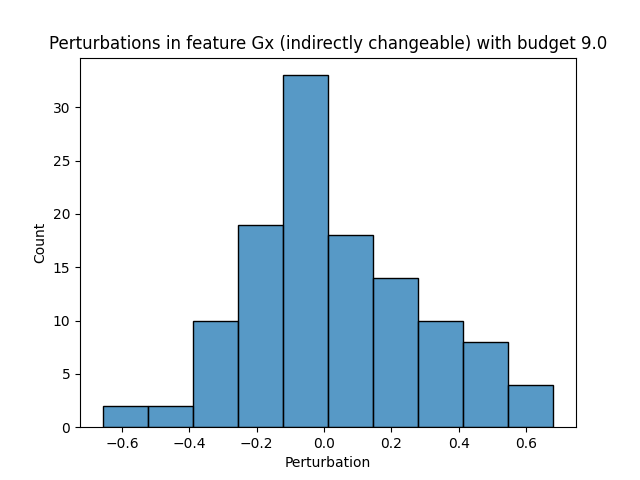 Perturbations in feature Gx (indirectly changeable) with budget 9.0
30
25
20
15
10
5
0
Count
−0.6 −0.4 −0.2 0.0 0.2 0.4 0.6
Perturbation